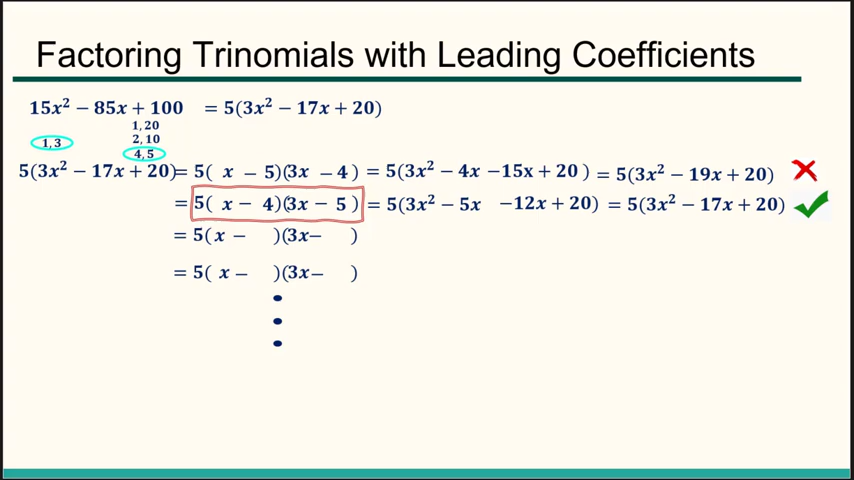 Factoring Trinomials with Leading Coefficients
15x² − 85x + 100 = 5(3x² − 17x + 20)
1, 20
2, 10
1, 3 4, 5
5(3x² − 17x + 20)= 5( x − 5)(3x − 4) = 5(3x² − 4x −15x + 20 ) = 5(3x² − 19x + 20)
= 5( x − 4)(3x − 5 ) = 5(3x² − 5x −12x + 20) = 5(3x² − 17x + 20)
= 5(x − )(3x− )
= 5( x − )(3x− )